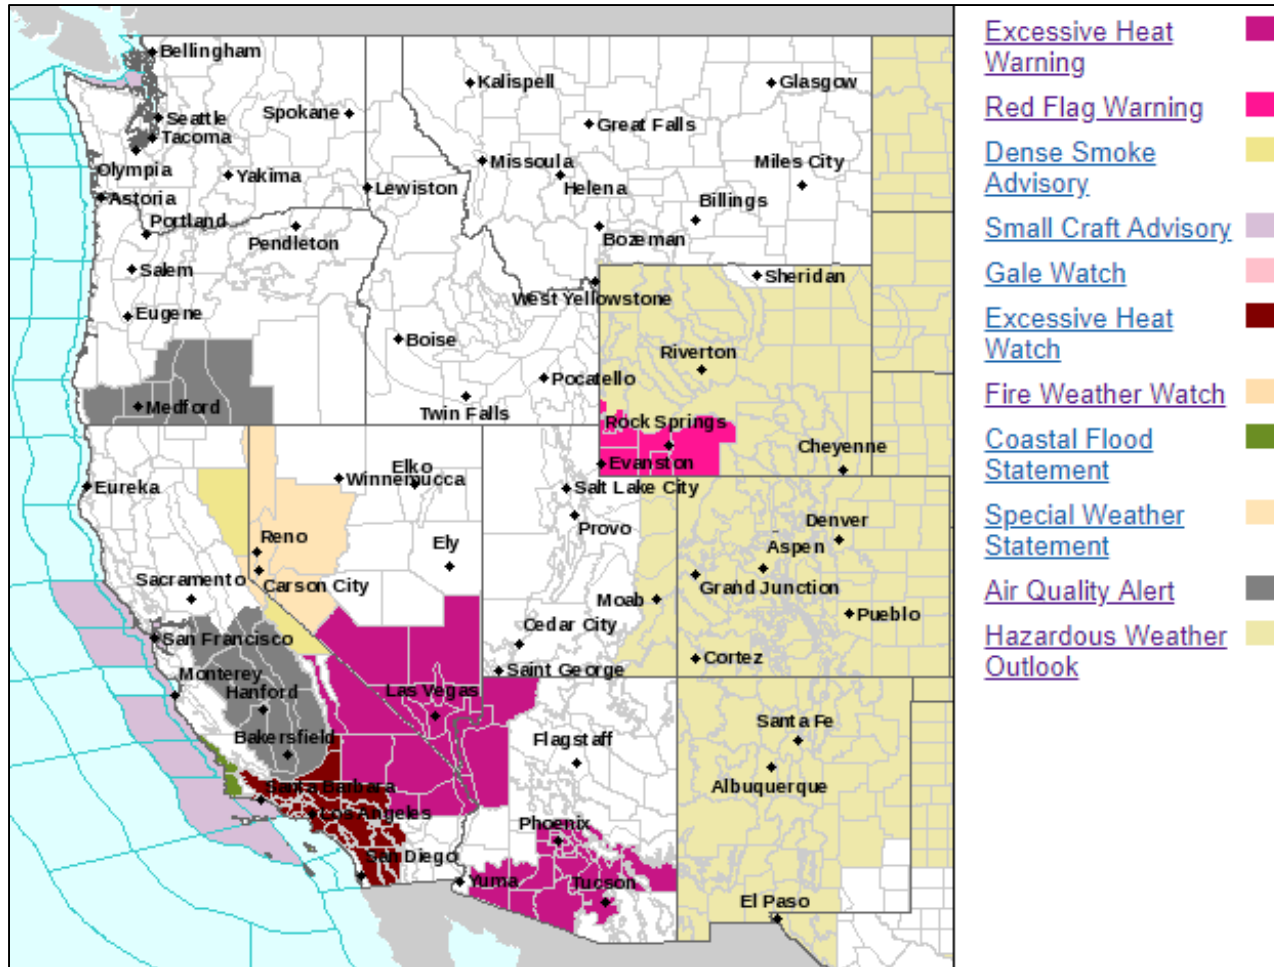 Bellingham
Seattle
Tacoma
Olympia
Spokane
Yakima
Astoria
Portland
Pendleton
Lewiston
Salem
Eugene
Medford
Kalispell
Glasgow
Great Falls
Missoula
Helena
Miles City
Billings
Bozeman
West Yellowstone
Sheridan
Boise
Pocatello
Twin Falls
Riverton
Rock Springs
Evanston
Cheyenne
Eureka
Elko
Winnemucca
Salt Lake City
Provo
Reno
Carson City
Ely
Sacramento
Denver
Aspen
Grand Junction
Pueblo
Moab
Cortez
Cedar City
Saint George
San Francisco
Monterey
Hanford
Bakersfield
Las Vegas
Santa Barbara
Los Angeles
San Diego
Flagstaff
Phoenix
Yuma
Tucson
Santa Fe
Albuquerque
El Paso
Excessive Heat
Warning
Red Flag Warning
Dense Smoke
Advisory
Small Craft Advisory
Gale Watch
Excessive Heat
Watch
Fire Weather Watch
Coastal Flood
Statement
Special Weather
Statement
Air Quality Alert
Hazardous Weather
Outlook